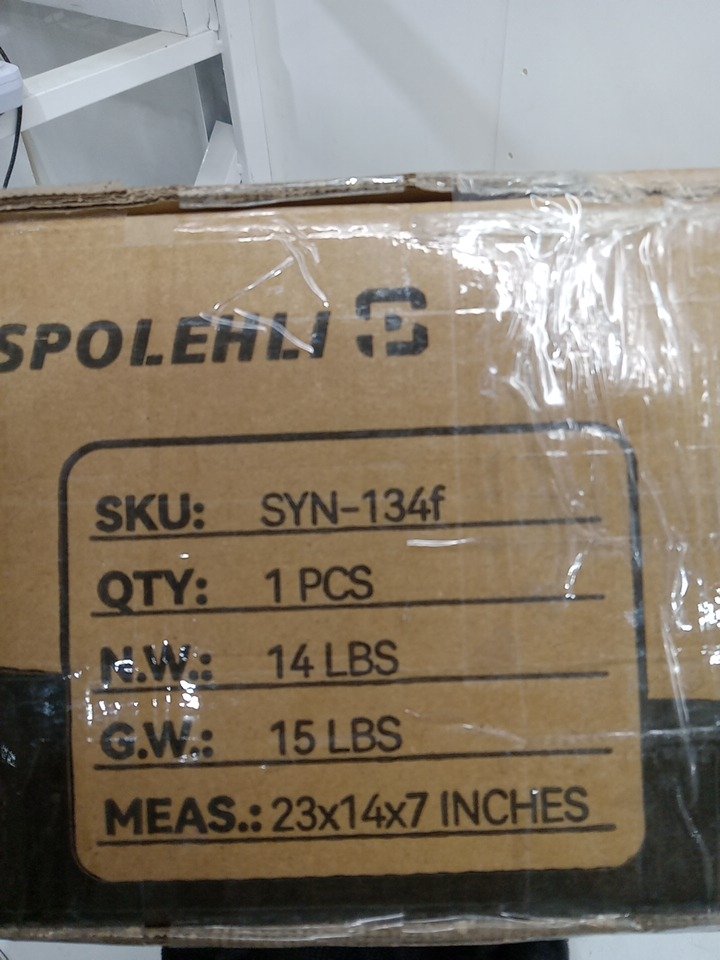 SPOLEHLI
SKU: SYN-134f
QTY: 1 PCS
N.W.: 14 LBS
G.W.: 15 LBS
MEAS.: 23x14x7 INCHES